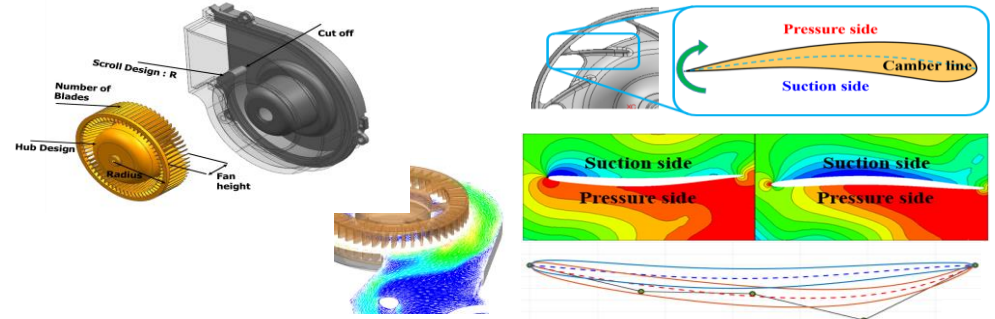 Cut off
Scroll Design : R
Number of
Blades
Hub Design
Radius
Fan
height
Pressure side
Camber line
Suction side
Suction side
Pressure side
Suction side
Pressure side